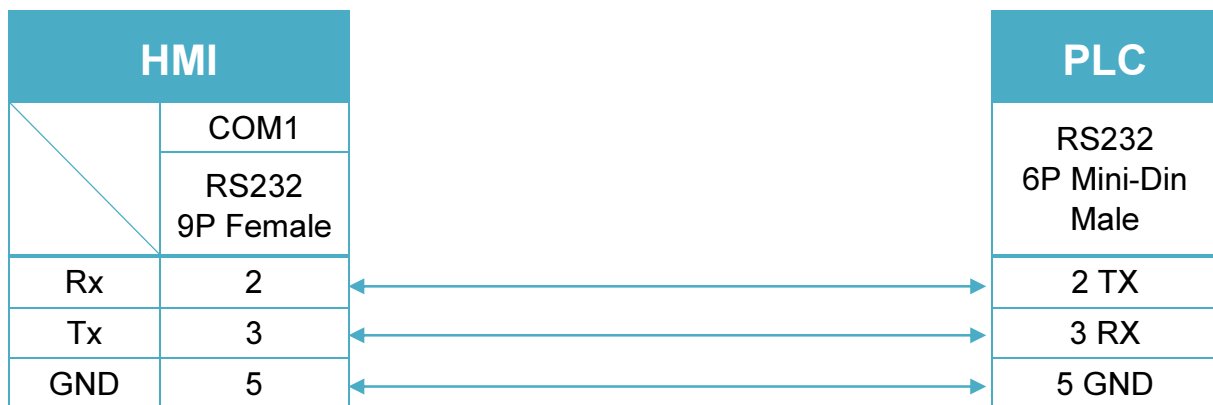 HMI
PLC
COM1
RS232
9P Female
RS232
6P Mini-Din
Male
Rx 2 2 TX
Tx 3 3 RX
GND 5 5 GND